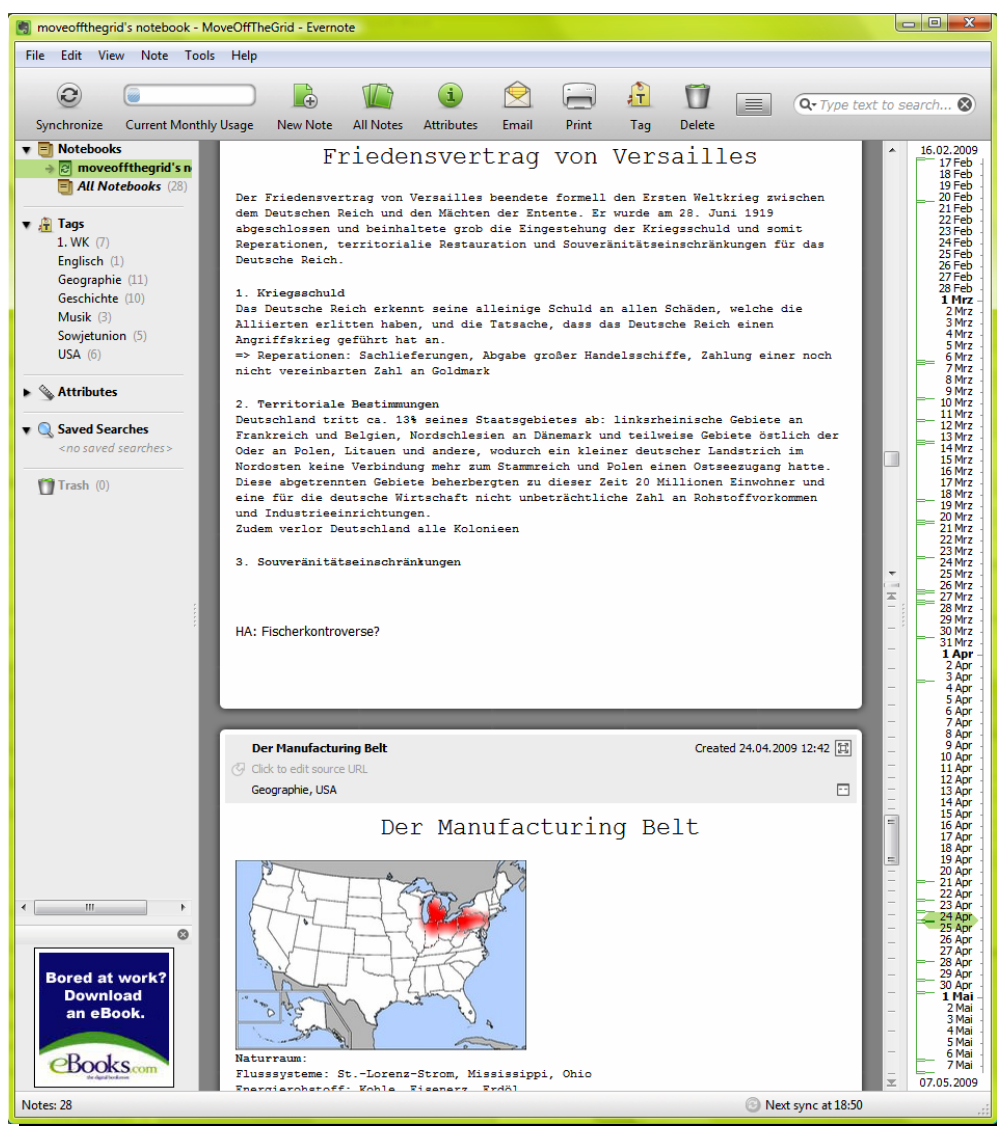 moveoffthegrid's notebook - MoveOffTheGrid - Evernote
File Edit View Note Tools Help
Synchronize Current Monthly Usage New Note All Notes Attributes Email Print Tag Delete Type text to search...
Notebooks
moveoffthegrid's n
All Notebooks (28)
Tags
1. WK (7)
Englisch (1)
Geographie (11)
Geschichte (10)
Musik (3)
Sowjetunion (5)
USA (6)
Attributes
Saved Searches
<no saved searches>
Trash (0)
Bored at work?
Download
an eBook.
eBooks.com
Friedensvertrag von Versailles
Der Friedensvertrag von Versailles beendete formell den Ersten Weltkrieg zwischen
dem Deutschen Reich und den Mächten der Entente. Er wurde am 28. Juni 1919
abgeschlossen und beinhaltete grob die Eingestehung der Kriegsschuld und somit
Reperationen, territorialie Restauration und Souveränitätseinschränkungen für das
Deutsche Reich.
1. Kriegsschuld
Das Deutsche Reich erkennt seine alleinige Schuld an allen Schäden, welche die
Alliierten erlitten haben, und die Tatsache, dass das Deutsche Reich einen
Angriffskrieg geführt hat an.
=> Reperationen: Sachlieferungen, Abgabe großer Handelsschiffe, Zahlung einer noch
nicht vereinbarten Zahl an Goldmark
2. Territoriale Bestimmungen
Deutschland tritt ca. 13% seines Staatsgebietes ab: linksrheinische Gebiete an
Frankreich und Belgien, Nordschlesien an Dänemark und teilweise Gebiete östlich der
Oder an Polen, Litauen und andere, wodurch ein kleiner deutscher Landstrich im
Nordosten keine Verbindung mehr zum Stammreich und Polen einen Ostseezugang hatte.
Diese abgetrennten Gebiete beherbergten zu dieser Zeit 20 Millionen Einwohner und
eine für die deutsche Wirtschaft nicht unbeträchtliche Zahl an Rohstoffvorkommen
und Industrieeinrichtungen.
Zudem verlor Deutschland alle Kolonieen
3. Souveränitätseinschränkungen
HA: Fischerkontroverse?
Der Manufacturing Belt Created 24.04.2009 12:42
Click to edit source URL
Geographie, USA
Der Manufacturing Belt
Naturraum:
Flusssysteme: St.-Lorenz-Strom, Mississippi, Ohio
Energierohstoff: Kohle, Eisenerz, Erdöl
16.02.2009
17 Feb
18 Feb
19 Feb
20 Feb
21 Feb
22 Feb
23 Feb
24 Feb
25 Feb
26 Feb
27 Feb
28 Feb
1 Mrz
2 Mrz
3 Mrz
4 Mrz
5 Mrz
6 Mrz
7 Mrz
8 Mrz
9 Mrz
10 Mrz
11 Mrz
12 Mrz
13 Mrz
14 Mrz
15 Mrz
16 Mrz
17 Mrz
18 Mrz
19 Mrz
20 Mrz
21 Mrz
22 Mrz
23 Mrz
24 Mrz
25 Mrz
26 Mrz
27 Mrz
28 Mrz
29 Mrz
30 Mrz
31 Mrz
1 Apr
2 Apr
3 Apr
4 Apr
5 Apr
6 Apr
7 Apr
8 Apr
9 Apr
10 Apr
11 Apr
12 Apr
13 Apr
14 Apr
15 Apr
16 Apr
17 Apr
18 Apr
19 Apr
20 Apr
21 Apr
22 Apr
23 Apr
24 Apr
25 Apr
26 Apr
27 Apr
28 Apr
29 Apr
30 Apr
1 Mai
2 Mai
3 Mai
4 Mai
5 Mai
6 Mai
7 Mai
07.05.2009
Notes: 28 Next sync at 18:50